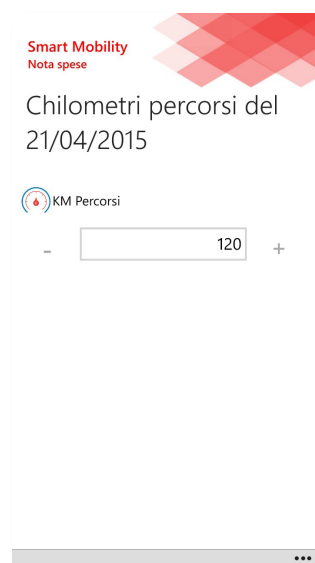 Smart Mobility
Nota spese
Chilometri percorsi del
21/04/2015
KM Percorsi
- 120 +